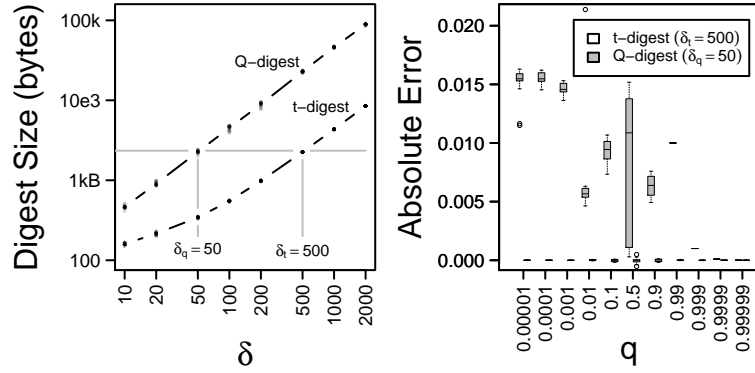 Digest Size (bytes)
100k
10e3
1kB
100
Q−digest
t−digest
δq = 50
δt = 500
10
20
50
100
200
500
1000
2000
δ
Absolute Error
0.020
0.015
0.010
0.005
0.000
t−digest (δt = 500)
Q−digest (δq = 50)
0.00001
0.0001
0.001
0.01
0.1
0.5
0.9
0.99
0.999
0.9999
0.99999
q